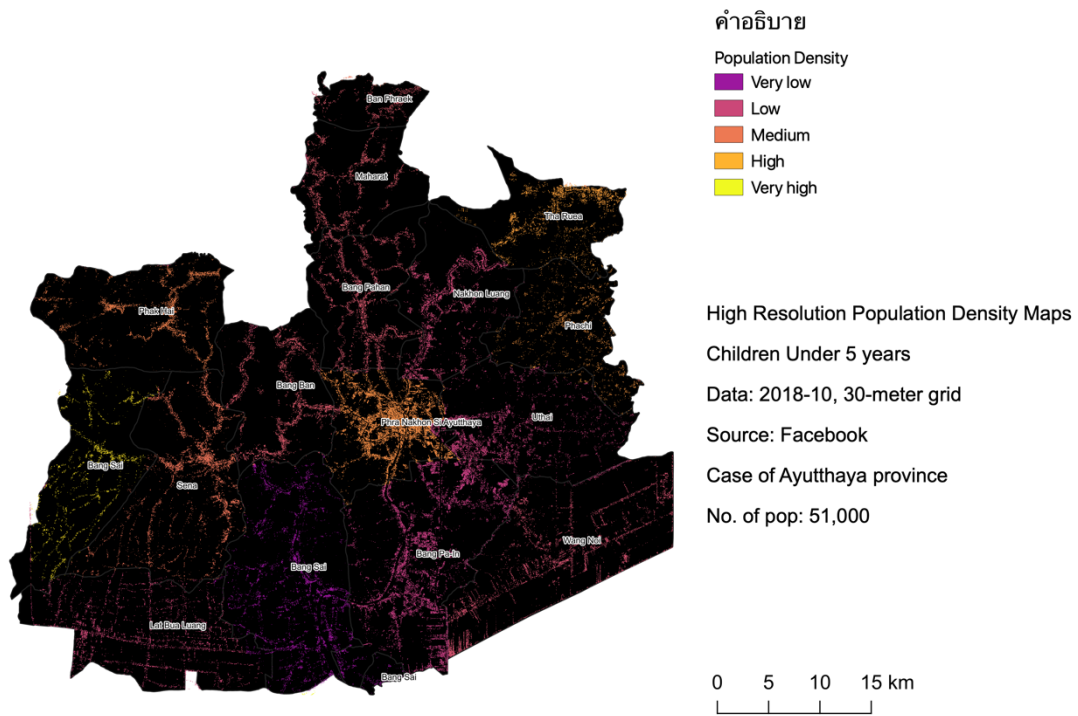 คำอธิบาย
Population Density
Very low
Low
Medium
High
Very high
Ban Phraek
Maharat
Tha Ruea
Bang Pahan
Nakhon Luang
Phak Hai
Phachi
Bang Ban
Phra Nakhon Si Ayutthaya
Uthai
Bang Sai
Sena
Wang Noi
Bang Pa-In
Bang Sai
Lat Bua Luang
Bang Sai
High Resolution Population Density Maps
Children Under 5 years
Data: 2018-10, 30-meter grid
Source: Facebook
Case of Ayutthaya province
No. of pop: 51,000
0 5 10 15 km